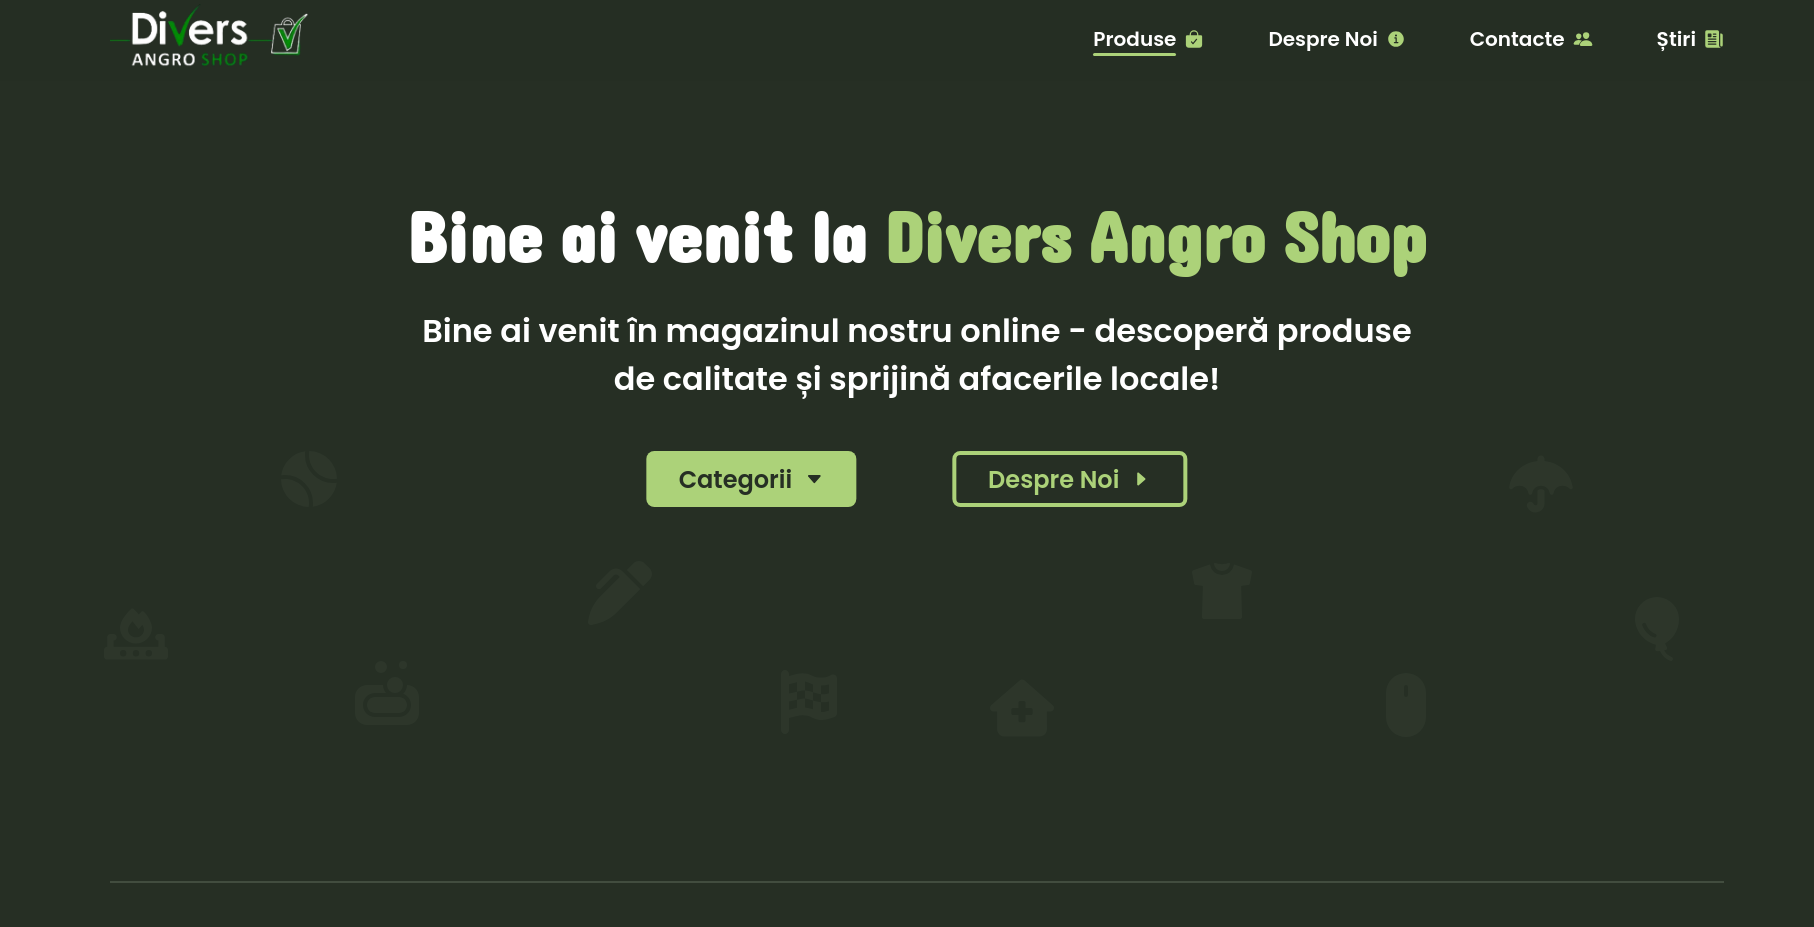 Divers
ANGRO SHOP
Produse
Despre Noi
Contacte
Știri
Bine ai venit la Divers Angro Shop
Bine ai venit în magazinul nostru online - descoperă produse
de calitate și sprijină afacerile locale!
Categorii
Despre Noi